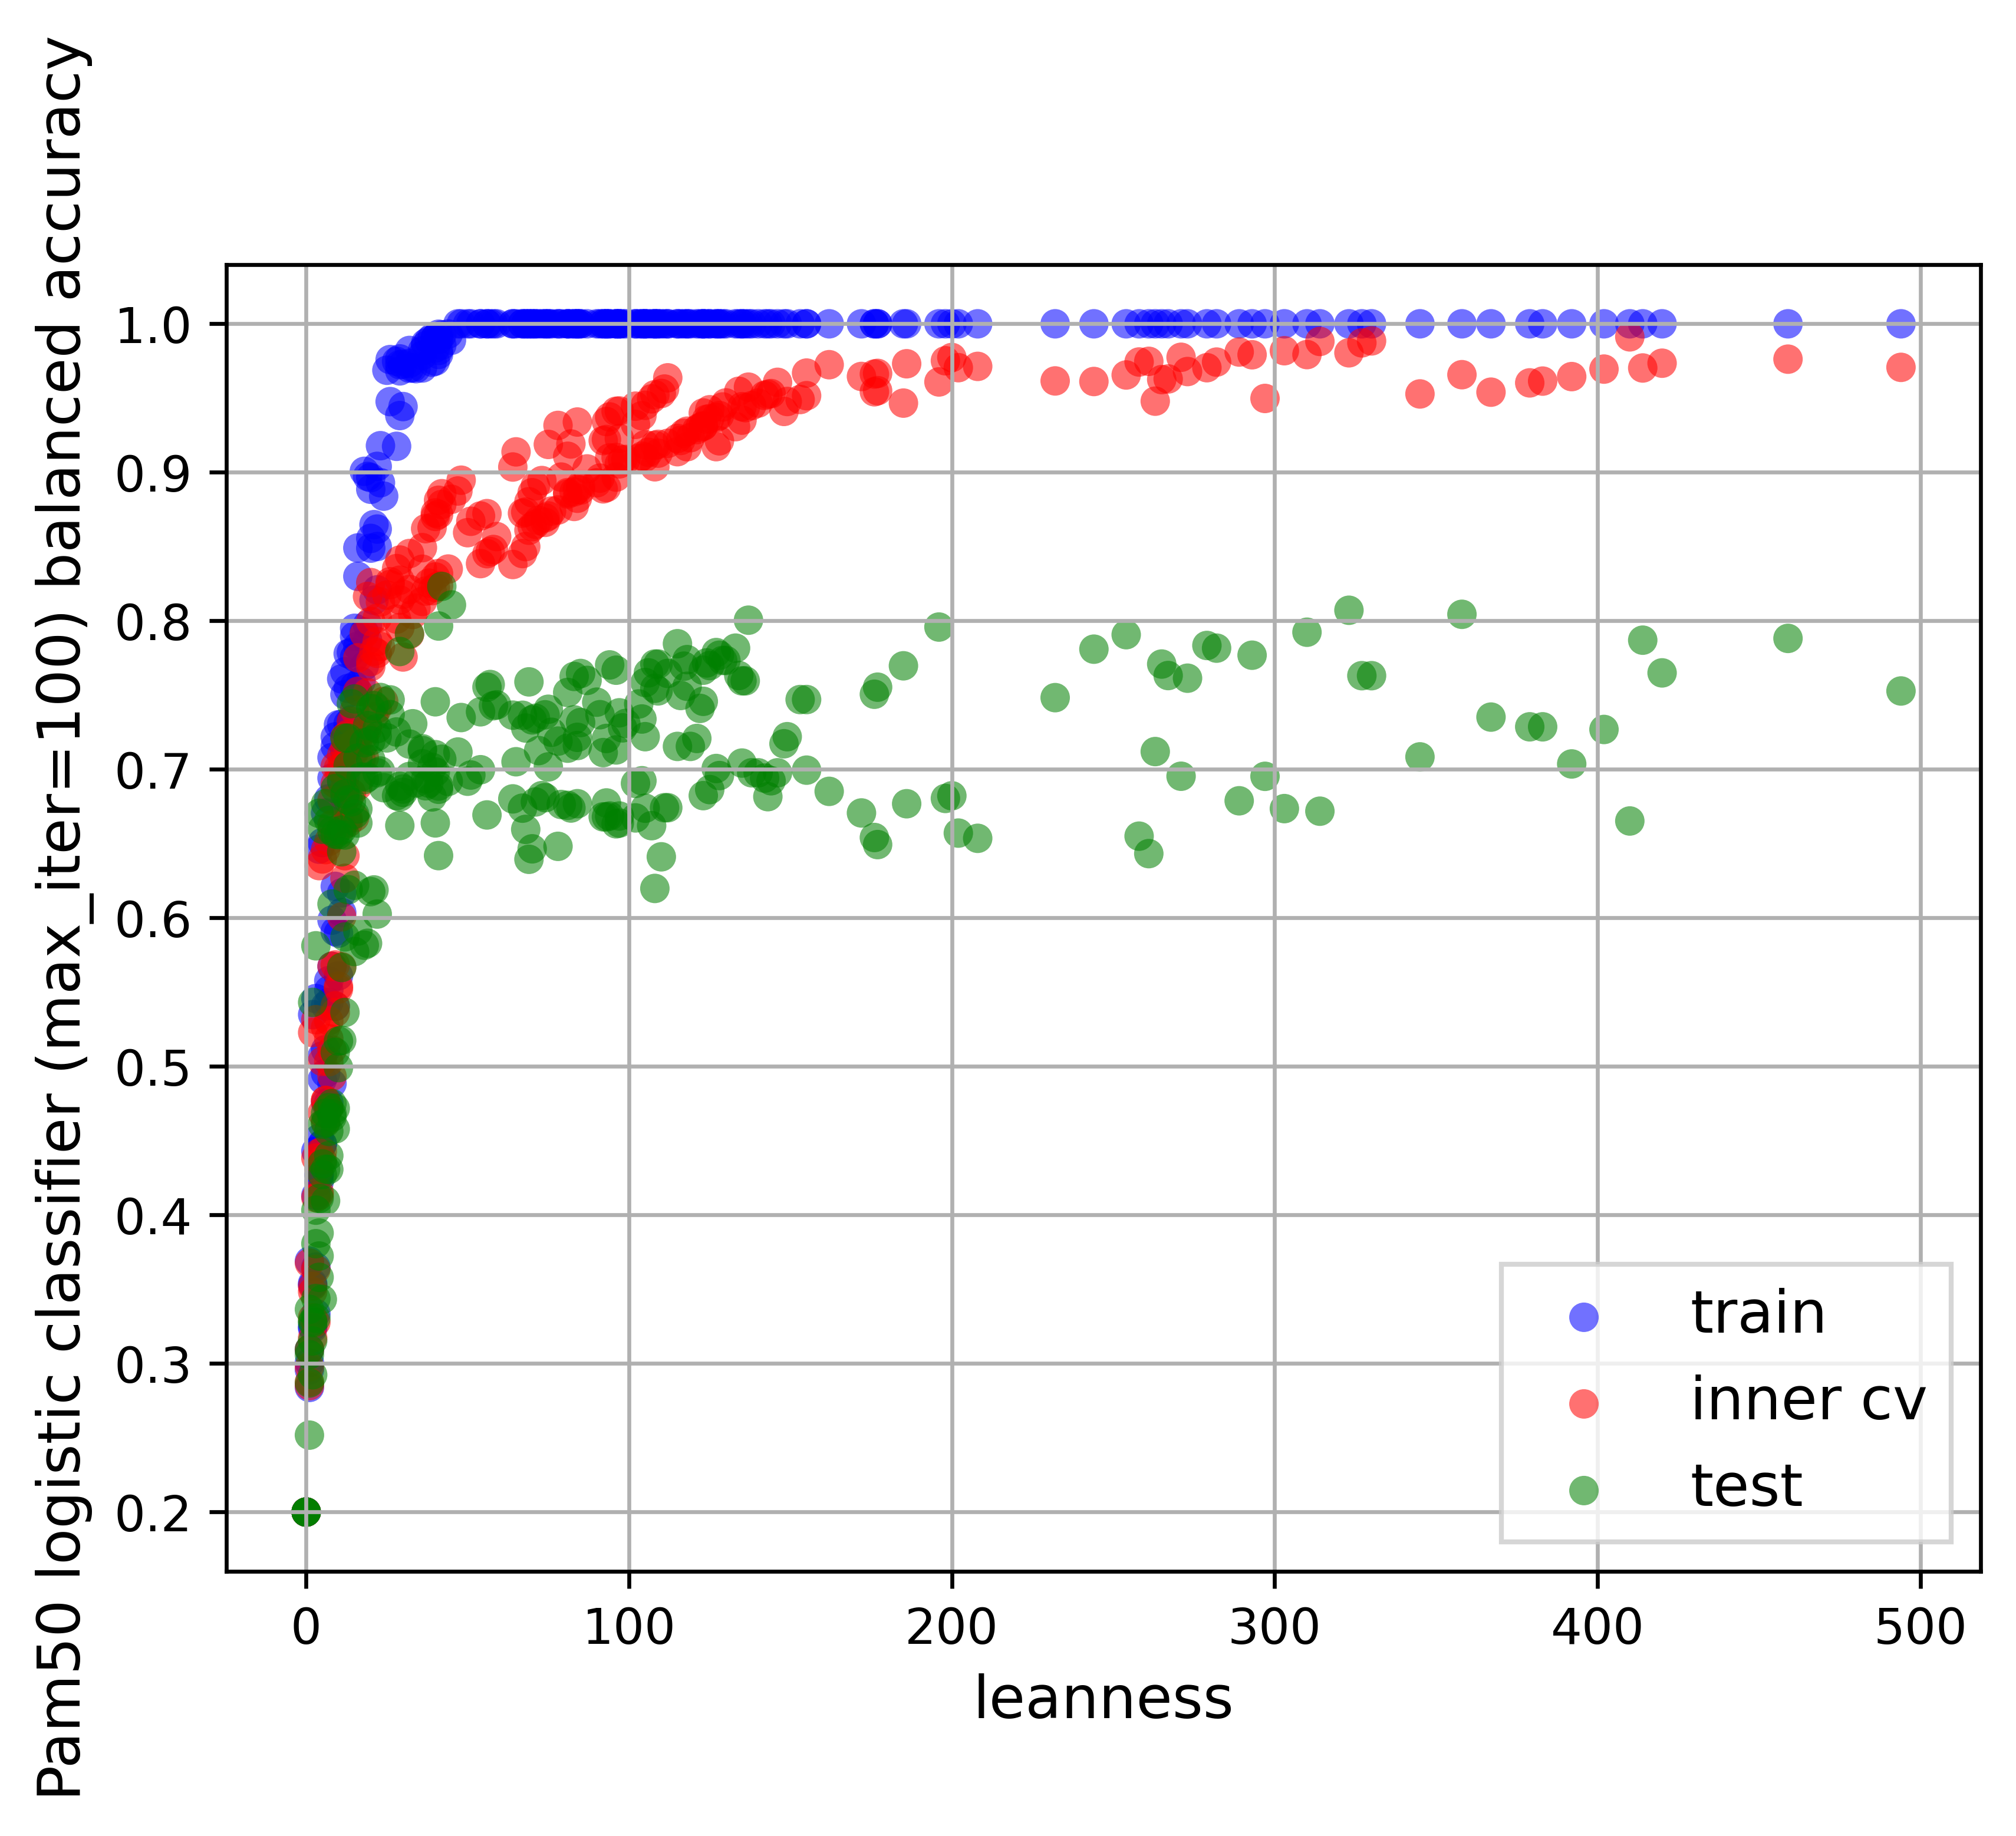 Pam50 logistic classifier (max_iter=100) balanced accuracy
1.0
0.9
0.8
0.7
0.6
0.5
0.4
0.3
0.2
train
inner cv
test
0 100 200 300 400 500
leanness